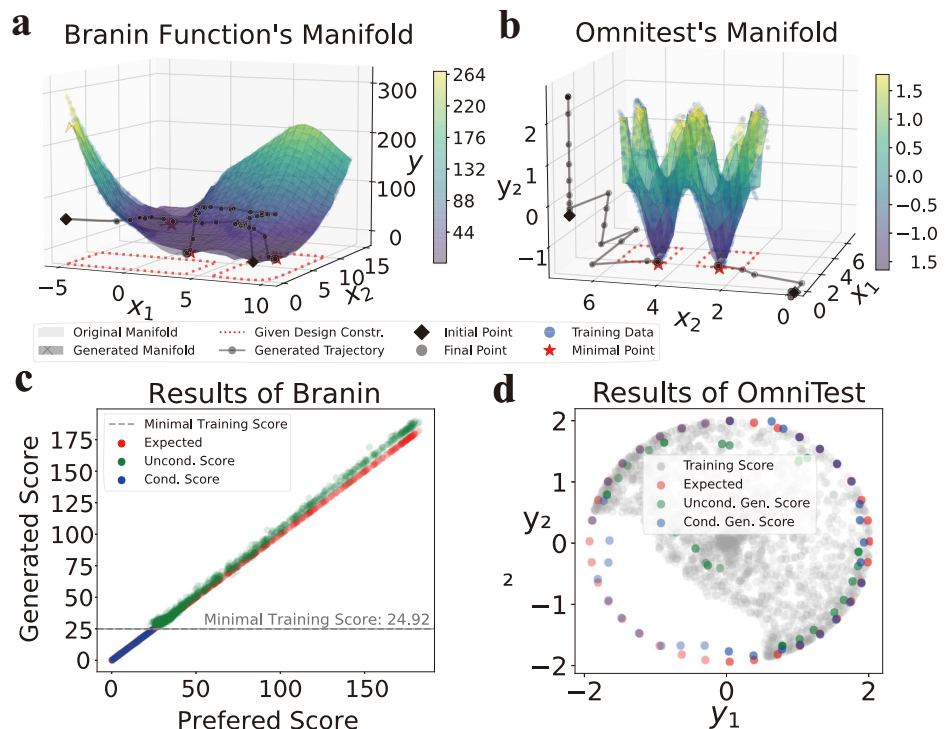 a
Branin Function's Manifold
300
200
y
100
0
-5
0
5
10
x₁
0
5
10
15
x₂
264
220
176
132
88
44
b
Omnitest's Manifold
2
1
y₂
0
-1
6
4
2
0
x₂
0
2
4
6
x₁
1.5
1.0
0.5
0.0
−0.5
−1.0
−1.5
Original Manifold
Given Design Constr.
Initial Point
Training Data
Generated Manifold
Generated Trajectory
Final Point
Minimal Point
c
Results of Branin
Minimal Training Score
Expected
Uncond. Score
Cond. Score
Minimal Training Score: 24.92
175
150
125
100
75
50
25
0
Generated Score
0
50
100
150
Prefered Score
d
Results of OmniTest
Training Score
Expected
Uncond. Gen. Score
Cond. Gen. Score
2
1
y₂
0
₂
−1
−2
−2
0
2
y₁